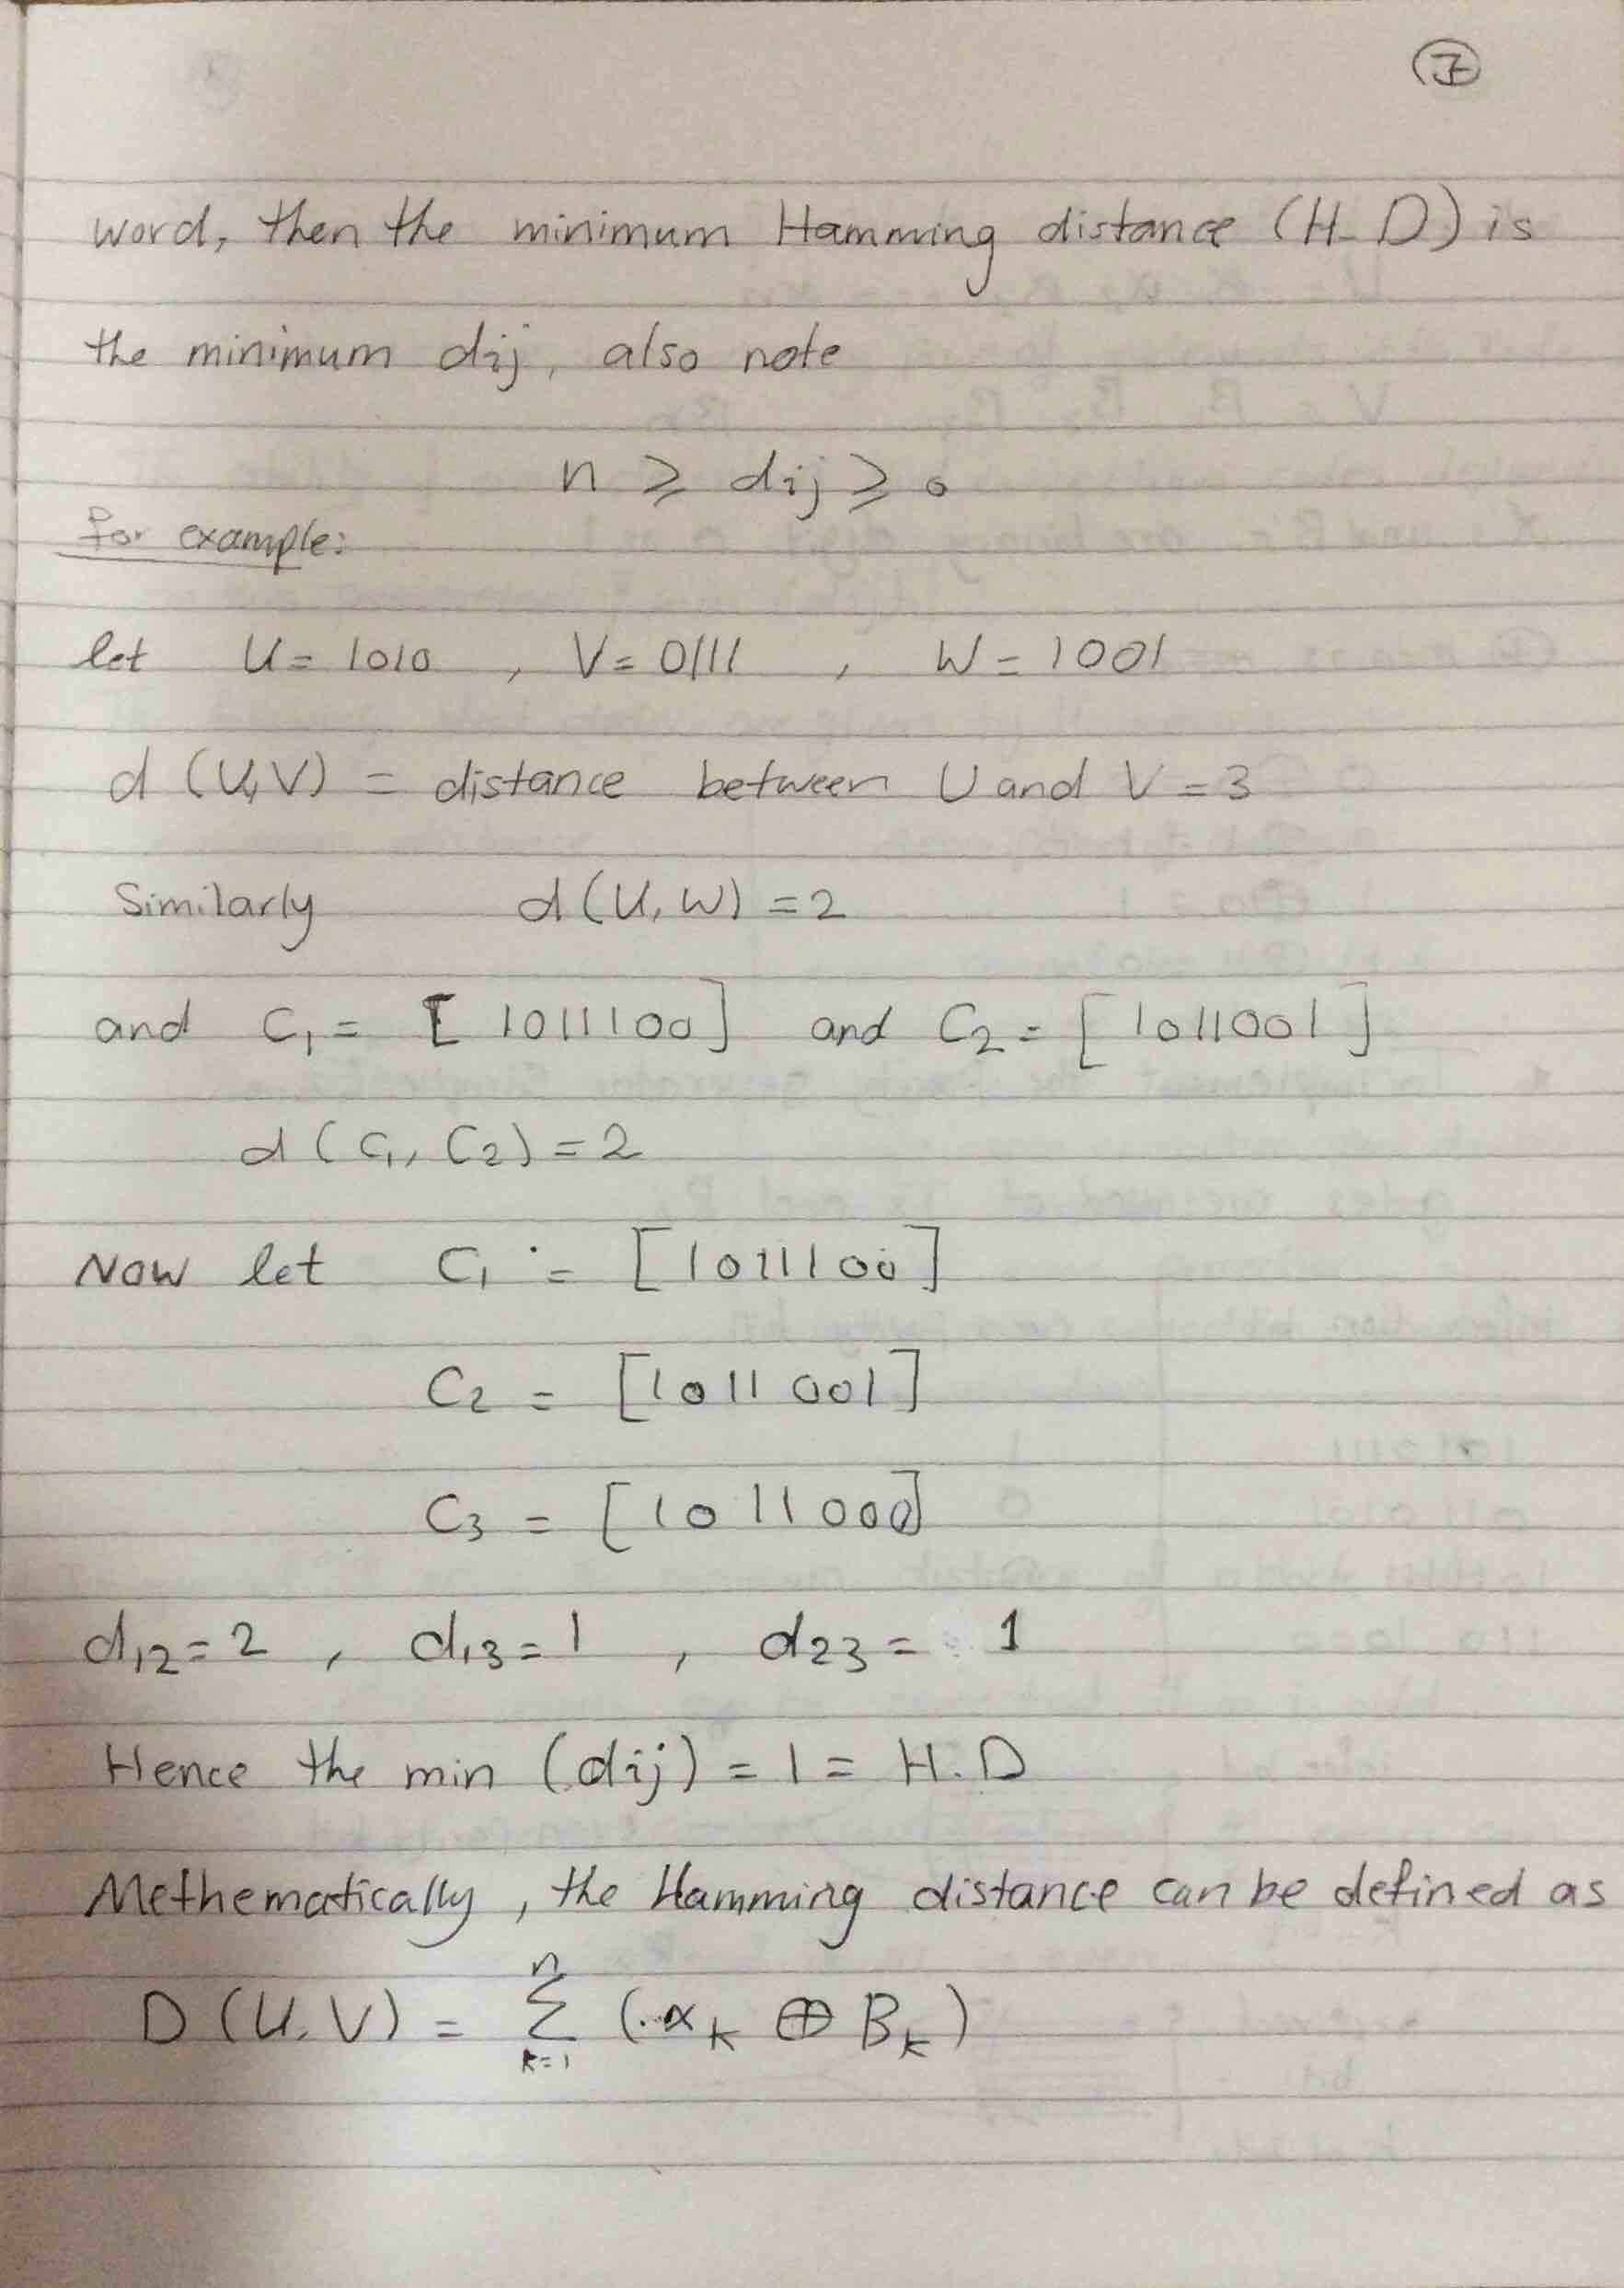 7
word, then the minimum Hamming distance (H.D) is
the minimum dij, also note
n ⩾ dij ⩾ 0
for example:
let U = 1010 , V = 0111 , W = 1001
d (U,V) = distance between U and V = 3
Similarly d(U,W) = 2
and C₁ = [1011100] and C₂ = [1011001]
d(C₁, C₂) = 2
Now let C₁ = [1011100]
C₂ = [1011001]
C₃ = [1011000]
d₁₂ = 2 , d₁₃ = 1 , d₂₃ = 1
Hence the min (dij) = 1 = H.D
Methematically, the Hamming distance can be defined as
D(U,V) = n Σ k=1 (αₖ ⊕ Bₖ)